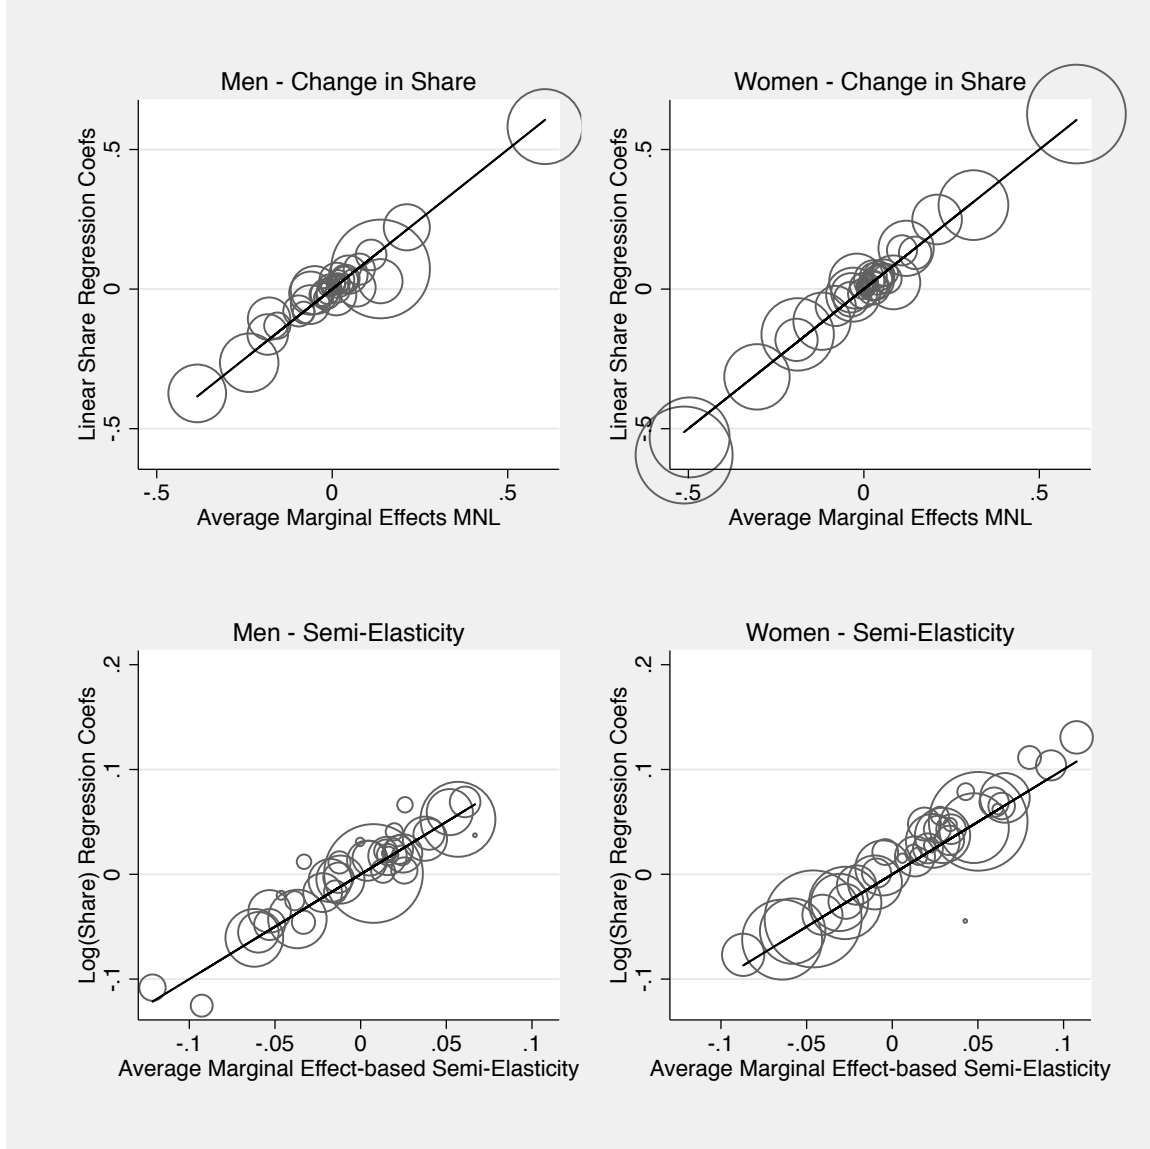 Men - Change in Share
Linear Share Regression Coefs
.5
0
-.5
-.5 0 .5
Average Marginal Effects MNL
Women - Change in Share
Linear Share Regression Coefs
.5
0
-.5
-.5 0 .5
Average Marginal Effects MNL
Men - Semi-Elasticity
Log(Share) Regression Coefs
.2
.1
0
-.1
-.1 -.05 0 .05 .1
Average Marginal Effect-based Semi-Elasticity
Women - Semi-Elasticity
Log(Share) Regression Coefs
.2
.1
0
-.1
-.1 -.05 0 .05 .1
Average Marginal Effect-based Semi-Elasticity